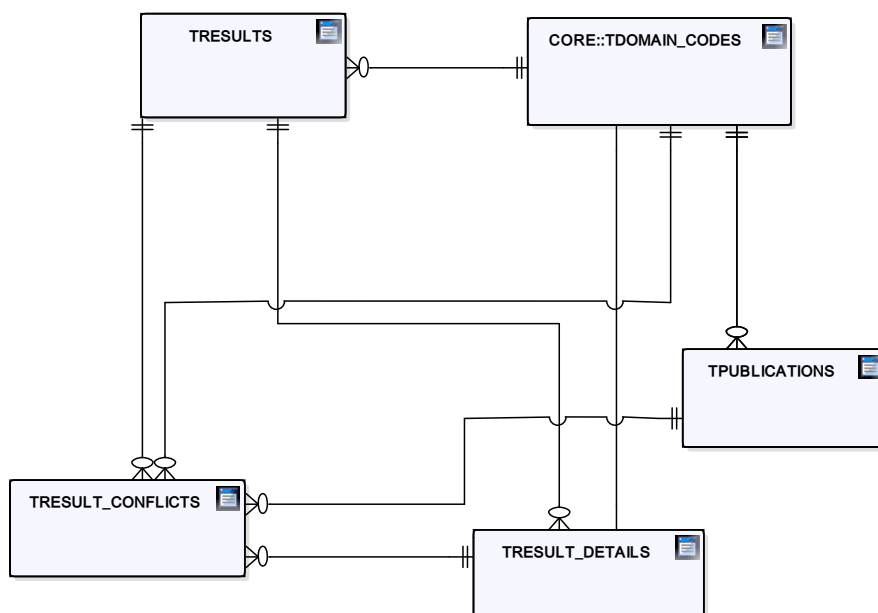 TRESULTS
CORE::TDOMAIN_CODES
TPUBLICATIONS
TRESULT_CONFLICTS
TRESULT_DETAILS